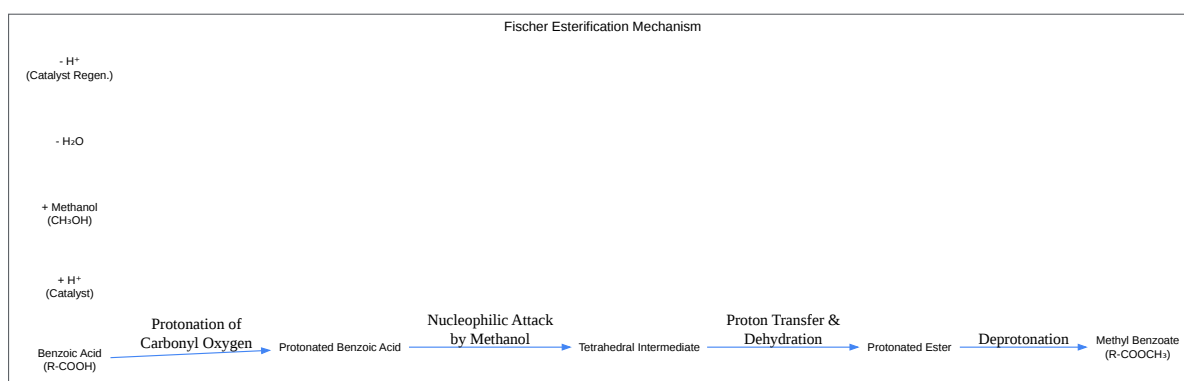 Fischer Esterification Mechanism
- H⁺
(Catalyst Regen.)
- H₂O
+ Methanol
(CH₃OH)
+ H⁺
(Catalyst)
Benzoic Acid
(R-COOH)
Protonation of
Carbonyl Oxygen
Protonated Benzoic Acid
Nucleophilic Attack
by Methanol
Tetrahedral Intermediate
Proton Transfer &
Dehydration
Protonated Ester
Deprotonation
Methyl Benzoate
(R-COOCH₃)